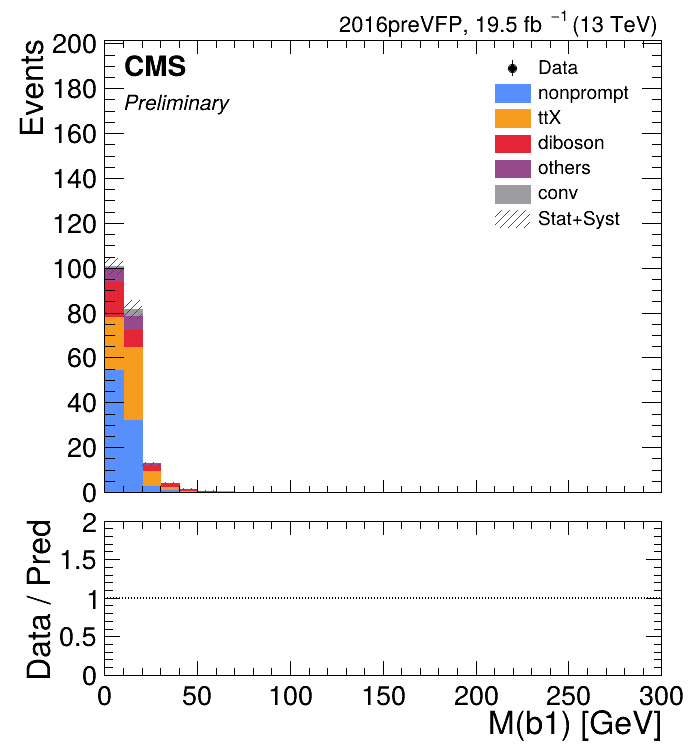 2016preVFP, 19.5 fb⁻¹ (13 TeV)
Events
200
180
160
140
120
100
80
60
40
20
0
CMS
Preliminary
Data
nonprompt
ttX
diboson
others
conv
Stat+Syst
Data / Pred
2
1.5
1
0.5
0
0 50 100 150 200 250 300
M(b1) [GeV]